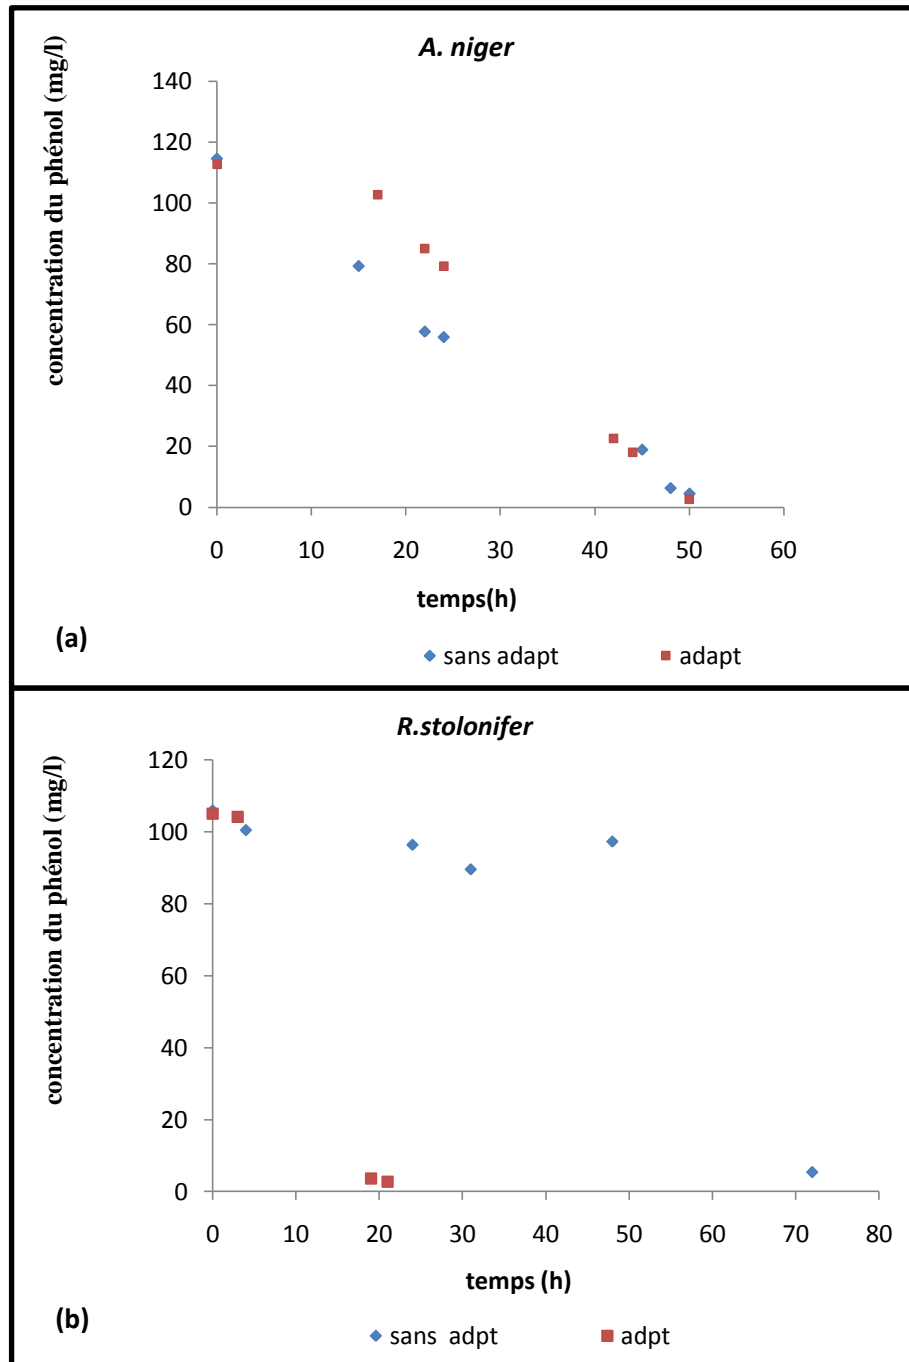 A. niger
concentration du phénol (mg/l)
140
120
100
80
60
40
20
0
0 10 20 30 40 50 60
temps(h)
(a)
sans adapt adapt
R.stolonifer
concentration du phénol (mg/l)
120
100
80
60
40
20
0
0 10 20 30 40 50 60 70 80
temps (h)
(b)
sans adpt adpt